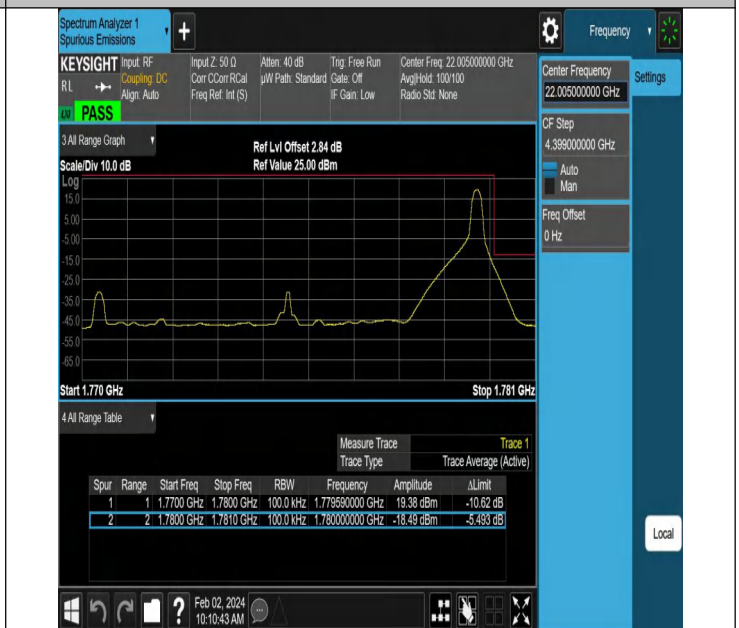 Spectrum Analyzer 1
Spurious Emissions
+
Frequency
KEYSIGHT
RL
LXI
PASS
Input: RF
Coupling: DC
Align: Auto
Input Z: 50 Ω
Corr CCorr RCal
Freq Ref: Int (S)
Atten: 40 dB
µW Path: Standard
Trig: Free Run
Gate: Off
IF Gain: Low
Center Freq: 22.005000000 GHz
Avg|Hold: 100/100
Radio Std: None
Center Frequency
22.005000000 GHz
Settings
CF Step
4.399000000 GHz
Auto
Man
Freq Offset
0 Hz
3 All Range Graph
Scale/Div 10.0 dB
Ref Lvl Offset 2.84 dB
Ref Value 25.00 dBm
Log
15.0
5.00
-5.00
-15.0
-25.0
-35.0
-45.0
-55.0
-65.0
Start 1.770 GHz Stop 1.781 GHz
4 All Range Table
Measure Trace Trace 1
Trace Type Trace Average (Active)
Spur Range Start Freq Stop Freq RBW Frequency Amplitude ΔLimit
1 1 1.7700 GHz 1.7800 GHz 100.0 kHz 1.779590000 GHz 19.38 dBm -10.62 dB
2 2 1.7800 GHz 1.7810 GHz 100.0 kHz 1.780000000 GHz -18.49 dBm -5.493 dB
Local
?
Feb 02, 2024
10:10:43 AM